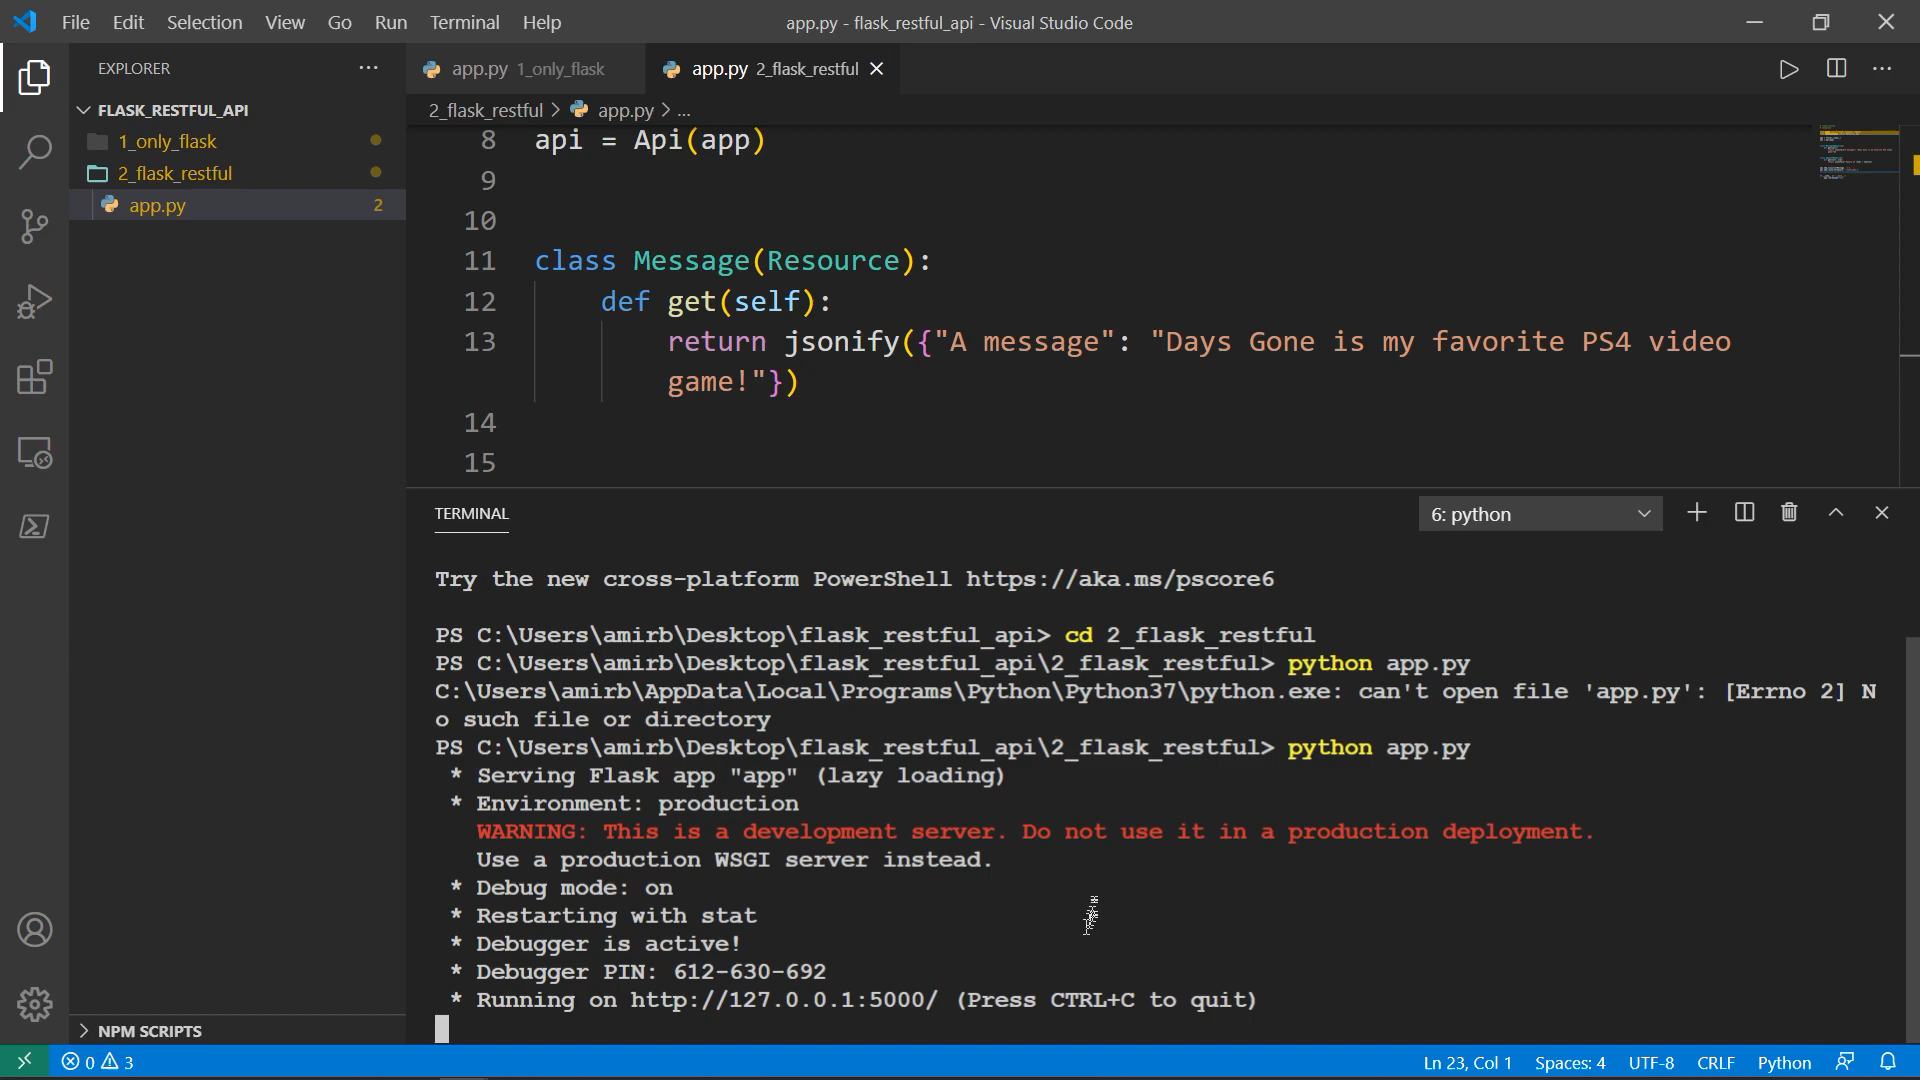 File Edit Selection View Go Run Terminal Help
app.py - flask_restful_api - Visual Studio Code
EXPLORER
app.py 1_only_flask
app.py 2_flask_restful
FLASK_RESTFUL_API
2_flask_restful > app.py > ...
1_only_flask
2_flask_restful
app.py 2
8 api = Api(app)
9
10
11 class Message(Resource):
12 def get(self):
13 return jsonify({"A message": "Days Gone is my favorite PS4 video
game!"})
14
15
TERMINAL
6: python
Try the new cross-platform PowerShell https://aka.ms/pscore6
PS C:\Users\amirb\Desktop\flask_restful_api> cd 2_flask_restful
PS C:\Users\amirb\Desktop\flask_restful_api\2_flask_restful> python app.py
C:\Users\amirb\AppData\Local\Programs\Python\Python37\python.exe: can't open file 'app.py': [Errno 2] N
o such file or directory
PS C:\Users\amirb\Desktop\flask_restful_api\2_flask_restful> python app.py
* Serving Flask app "app" (lazy loading)
* Environment: production
WARNING: This is a development server. Do not use it in a production deployment.
Use a production WSGI server instead.
* Debug mode: on
* Restarting with stat
* Debugger is active!
* Debugger PIN: 612-630-692
* Running on http://127.0.0.1:5000/ (Press CTRL+C to quit)
NPM SCRIPTS
0 3
Ln 23, Col 1 Spaces: 4 UTF-8 CRLF Python